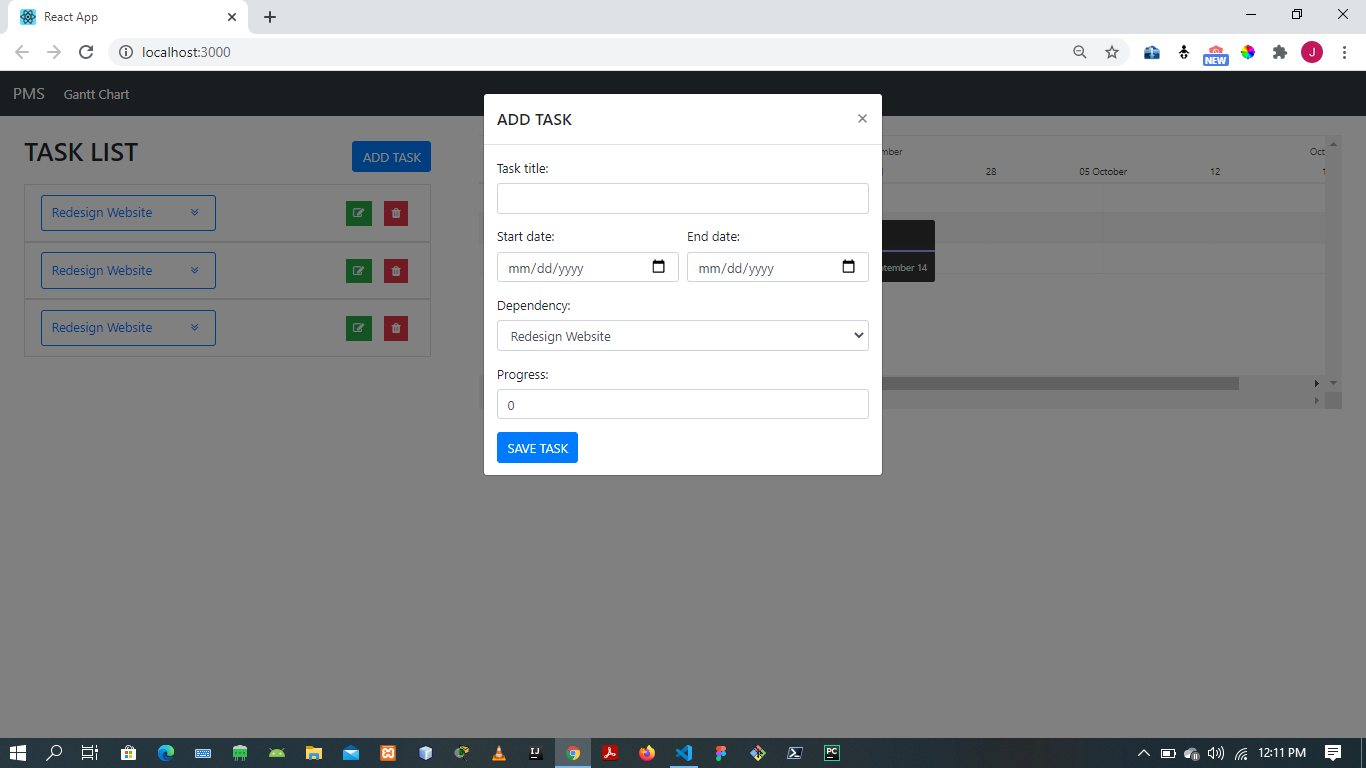 React App
localhost:3000
NEW
J
PMS
Gantt Chart
TASK LIST
ADD TASK
Redesign Website
Redesign Website
Redesign Website
ADD TASK
×
Task title:
Start date:
End date:
mm/dd/yyyy
mm/dd/yyyy
Dependency:
Redesign Website
Progress:
0
SAVE TASK
mber
Oct
28
05 October
12
tember 14
IJ
PC
12:11 PM